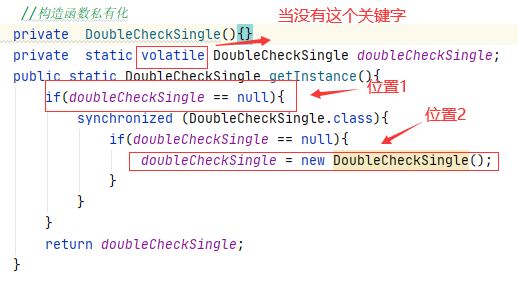 //构造函数私有化
private DoubleCheckSingle(){}
当没有这个关键字
private static volatile DoubleCheckSingle doubleCheckSingle;
public static DoubleCheckSingle getInstance(){
if(doubleCheckSingle == null){
位置1
synchronized (DoubleCheckSingle.class){
位置2
if(doubleCheckSingle == null){
doubleCheckSingle = new DoubleCheckSingle();
}
}
}
return doubleCheckSingle;
}